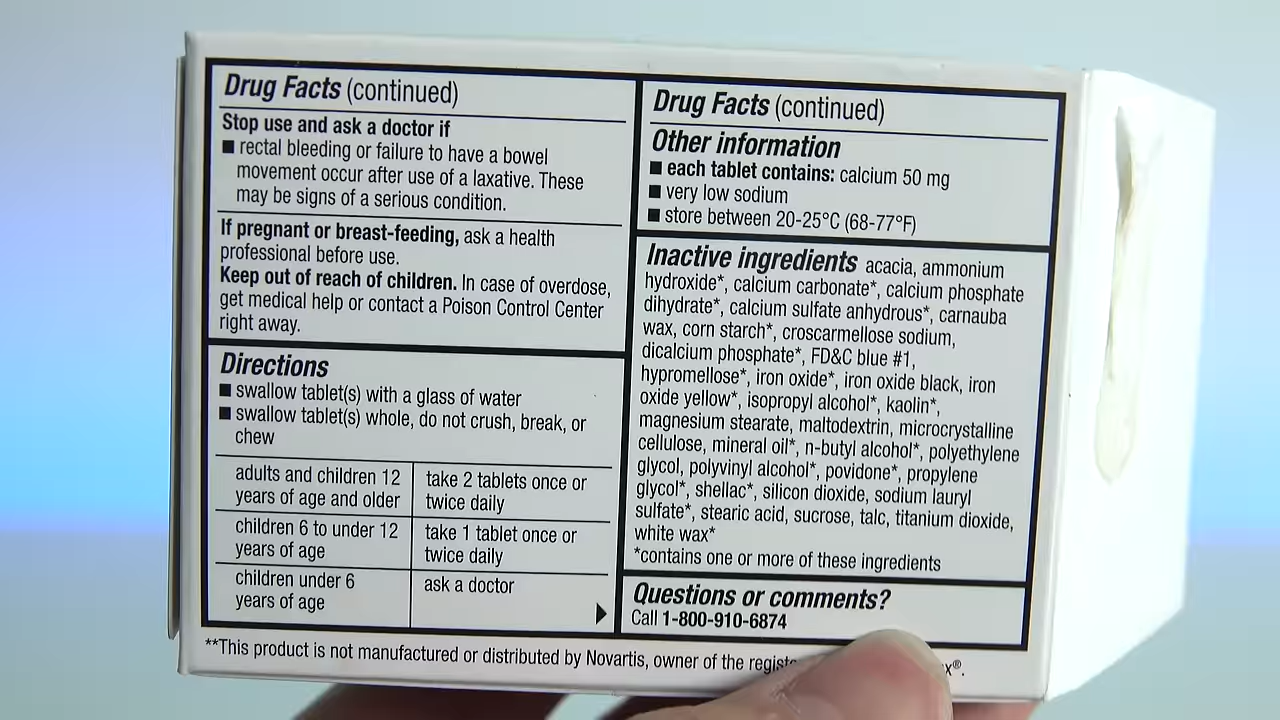 Drug Facts (continued)
Stop use and ask a doctor if
■ rectal bleeding or failure to have a bowel
movement occur after use of a laxative. These
may be signs of a serious condition.
If pregnant or breast-feeding, ask a health
professional before use.
Keep out of reach of children. In case of overdose,
get medical help or contact a Poison Control Center
right away.
Directions
■ swallow tablet(s) with a glass of water
■ swallow tablet(s) whole, do not crush, break, or
chew
adults and children 12 take 2 tablets once or
years of age and older twice daily
children 6 to under 12 take 1 tablet once or
years of age twice daily
children under 6 ask a doctor
years of age
Drug Facts (continued)
Other information
■ each tablet contains: calcium 50 mg
■ very low sodium
■ store between 20-25°C (68-77°F)
Inactive ingredients acacia, ammonium
hydroxide*, calcium carbonate*, calcium phosphate
dihydrate*, calcium sulfate anhydrous*, carnauba
wax, corn starch*, croscarmellose sodium,
dicalcium phosphate*, FD&C blue #1,
hypromellose*, iron oxide*, iron oxide black, iron
oxide yellow*, isopropyl alcohol*, kaolin*,
magnesium stearate, maltodextrin, microcrystalline
cellulose, mineral oil*, n-butyl alcohol*, polyethylene
glycol, polyvinyl alcohol*, povidone*, propylene
glycol*, shellac*, silicon dioxide, sodium lauryl
sulfate*, stearic acid, sucrose, talc, titanium dioxide,
white wax*
*contains one or more of these ingredients
Questions or comments?
Call 1-800-910-6874
**This product is not manufactured or distributed by Novartis, owner of the